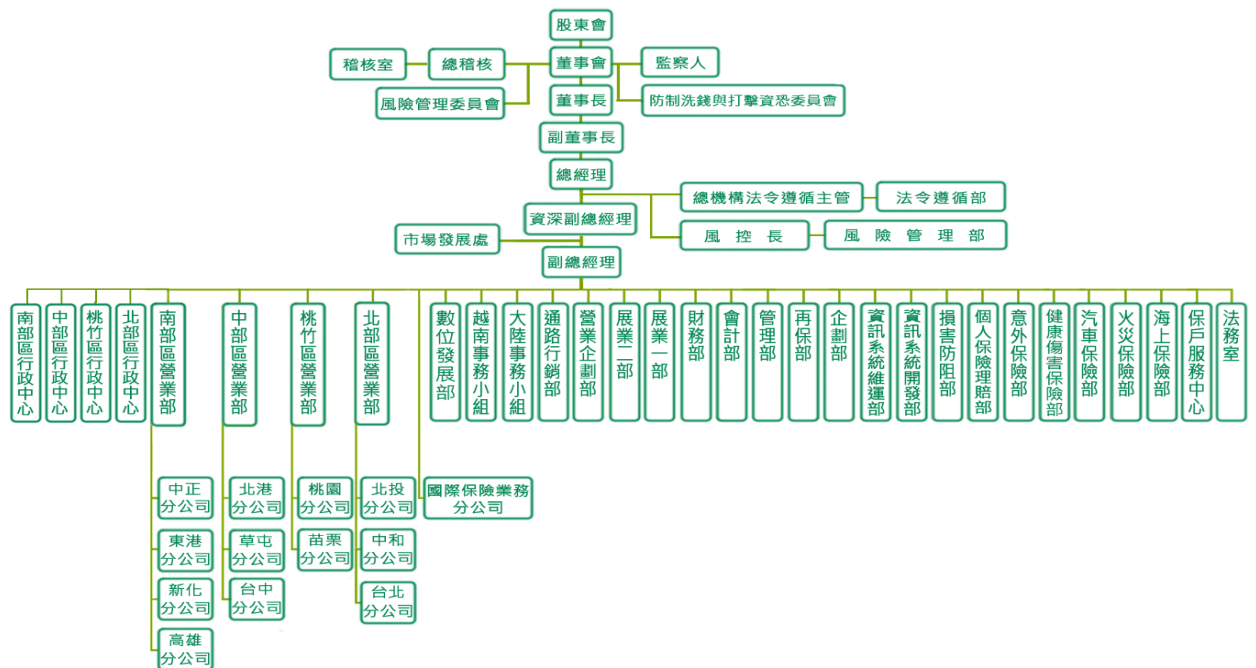 股東會
稽核室
總稽核
董事會
監察人
風險管理委員會
董事長
防制洗錢與打擊資恐委員會
副董事長
總經理
總機構法令遵循主管
法令遵循部
資深副總經理
市場發展處
風控長
風險管理部
副總經理
南部區行政中心
中部區行政中心
桃竹區行政中心
北部區行政中心
南部區營業部
中部區營業部
桃竹區營業部
北部區營業部
數位發展部
越南事務小組
大陸事務小組
通路行銷部
營業企劃部
展業二部
展業一部
財務部
會計部
管理部
再保部
企劃部
資訊系統維運部
資訊系統開發部
損害防阻部
個人保險理賠部
意外保險部
健康傷害保險部
汽車保險部
火災保險部
海上保險部
保戶服務中心
法務室
中正
分公司
北港
分公司
桃園
分公司
北投
分公司
國際保險業務
分公司
東港
分公司
草屯
分公司
苗栗
分公司
中和
分公司
新化
分公司
台中
分公司
台北
分公司
高雄
分公司